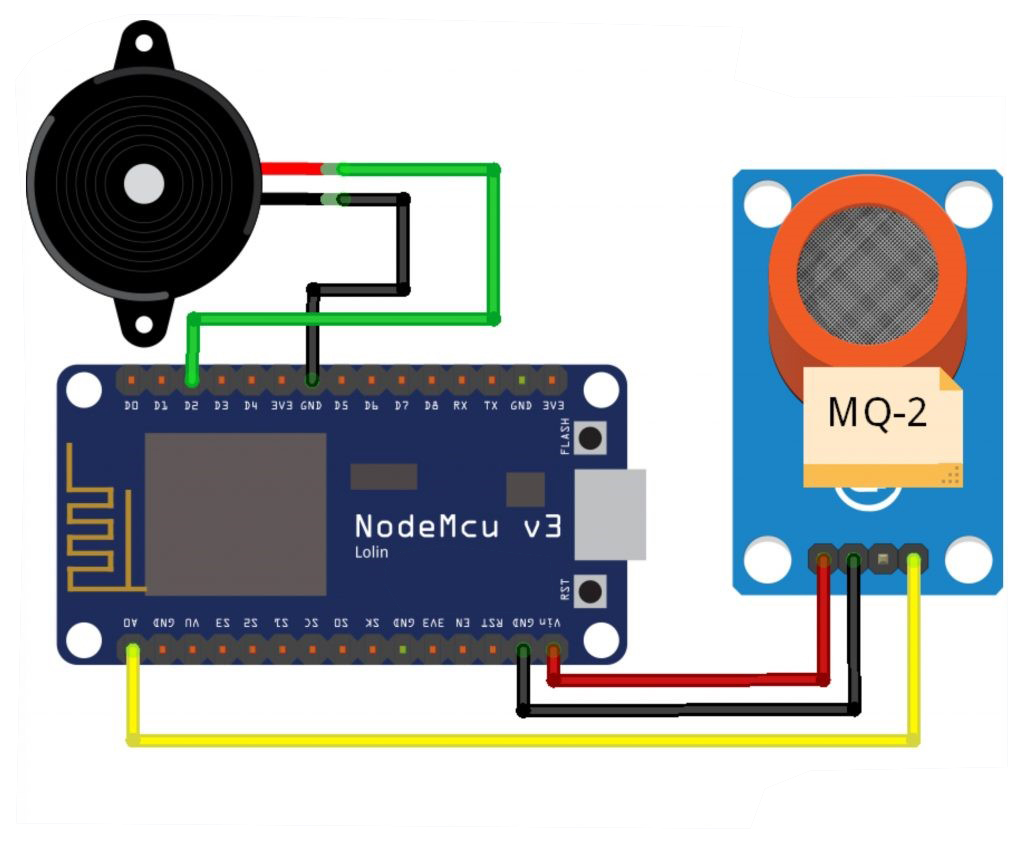 MQ-2
D0 D1 D2 D3 D4 3V3 GND D5 D6 D7 D8 RX TX GND 3V3
FLASH
NodeMcu v3
Lolin
RST
A0 GND VU S3 S2 S1 SC S0 SK GND 3V3 EN RST GND Vin